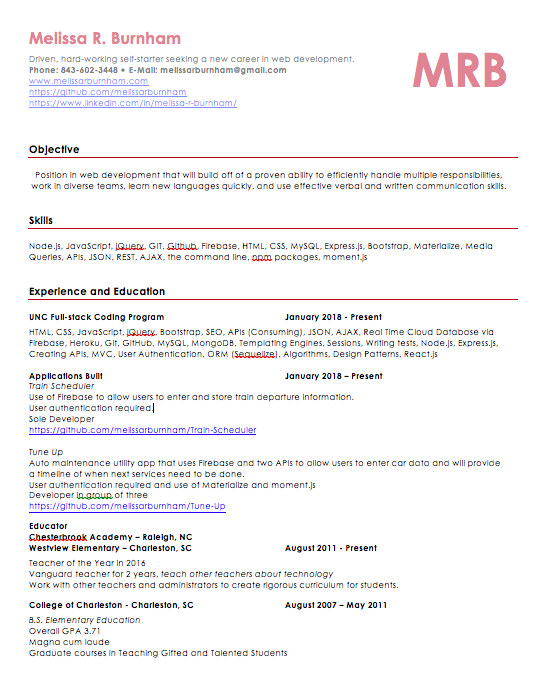 Melissa R. Burnham
MRB
Driven, hard-working self-starter seeking a new career in web development.
Phone: 843-602-3448 • E-Mail: melissarburnham@gmail.com
www.melissarburnham.com
https://github.com/melissarburnham
https://www.linkedin.com/in/melissa-r-burnham/
Objective
Position in web development that will build off of a proven ability to efficiently handle multiple responsibilities,
work in diverse teams, learn new languages quickly, and use effective verbal and written communication skills.
Skills
Node.js, JavaScript, jQuery, GIT, Github, Firebase, HTML, CSS, MySQL, Express.js, Bootstrap, Materialize, Media
Queries, APIs, JSON, REST, AJAX, the command line, npm packages, moment.js
Experience and Education
UNC Full-stack Coding Program January 2018 - Present
HTML, CSS, JavaScript, jQuery, Bootstrap, SEO, APIs (Consuming), JSON, AJAX, Real Time Cloud Database via
Firebase, Heroku, Git, GitHub, MySQL, MongoDB, Templating Engines, Sessions, Writing tests, Node.js, Express.js,
Creating APIs, MVC, User Authentication, ORM (Sequelize), Algorithms, Design Patterns, React.js
Applications Built January 2018 – Present
Train Scheduler
Use of Firebase to allow users to enter and store train departure information.
User authentication required.
Sole Developer
https://github.com/melissarburnham/Train-Scheduler
Tune Up
Auto maintenance utility app that uses Firebase and two APIs to allow users to enter car data and will provide
a timeline of when next services need to be done.
User authentication required and use of Materialize and moment.js
Developer in group of three
https://github.com/melissarburnham/Tune-Up
Educator
Chesterbrook Academy – Raleigh, NC
Westview Elementary – Charleston, SC August 2011 - Present
Teacher of the Year in 2016
Vanguard teacher for 2 years, teach other teachers about technology
Work with other teachers and administrators to create rigorous curriculum for students.
College of Charleston - Charleston, SC August 2007 – May 2011
B.S. Elementary Education
Overall GPA 3.71
Magna cum laude
Graduate courses in Teaching Gifted and Talented Students